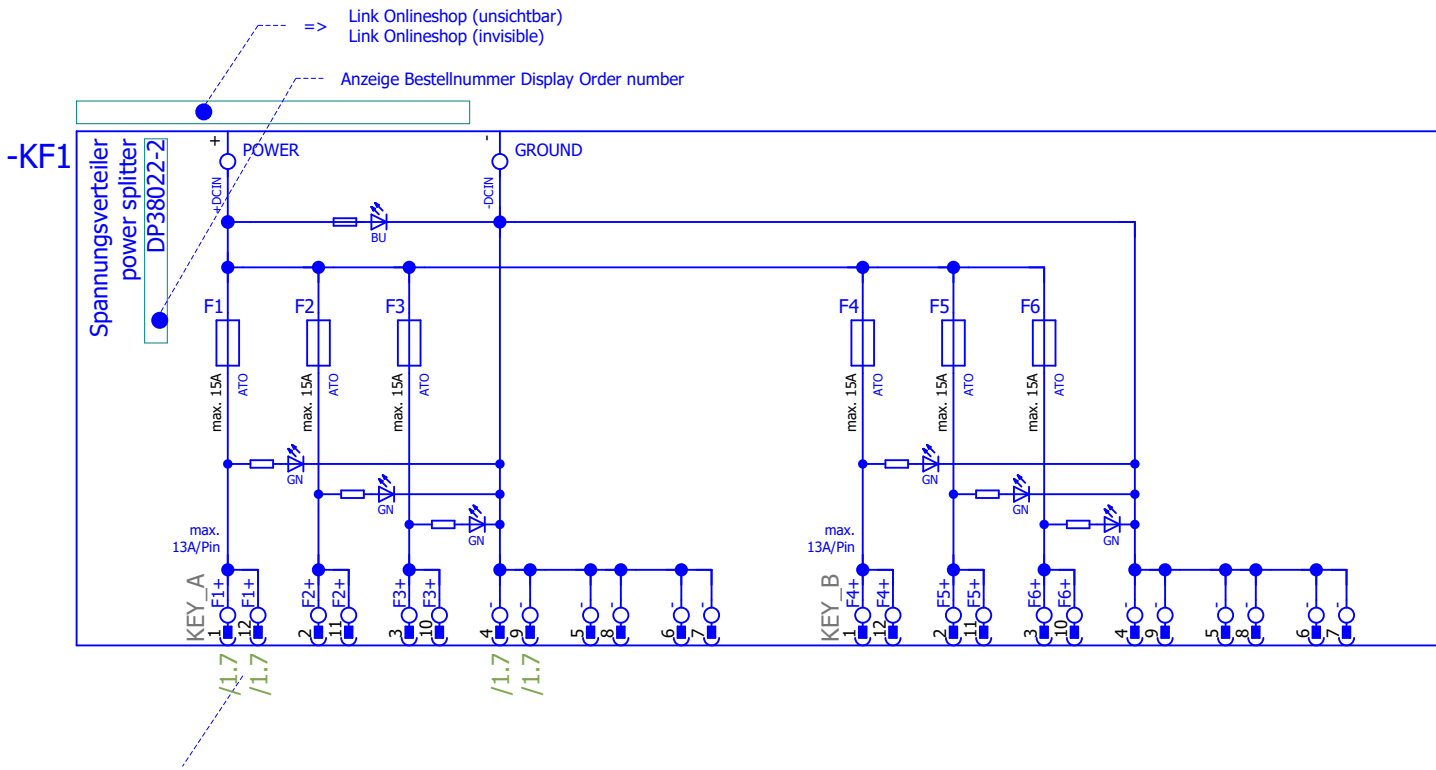 Link Onlineshop (unsichtbar)
=> Link Onlineshop (invisible)
Anzeige Bestellnummer Display Order number
-KF1
Spannungsverteiler
power splitter
DP38022-2
+
POWER
+DCIN
-
GROUND
-DCIN
BU
F1
F2
F3
F4
F5
F6
max. 15A
ATO
max. 15A
ATO
max. 15A
ATO
max. 15A
ATO
max. 15A
ATO
max. 15A
ATO
GN
GN
GN
GN
GN
GN
max.
13A/Pin
max.
13A/Pin
KEY_A
F1+
F1+
F2+
F2+
F3+
F3+
-
-
-
-
-
-
1
12
2
11
3
10
4
9
5
8
6
7
KEY_B
F4+
F4+
F5+
F5+
F6+
F6+
-
-
-
-
-
-
1
12
2
11
3
10
4
9
5
8
6
7
/1.7
/1.7
/1.7
/1.7